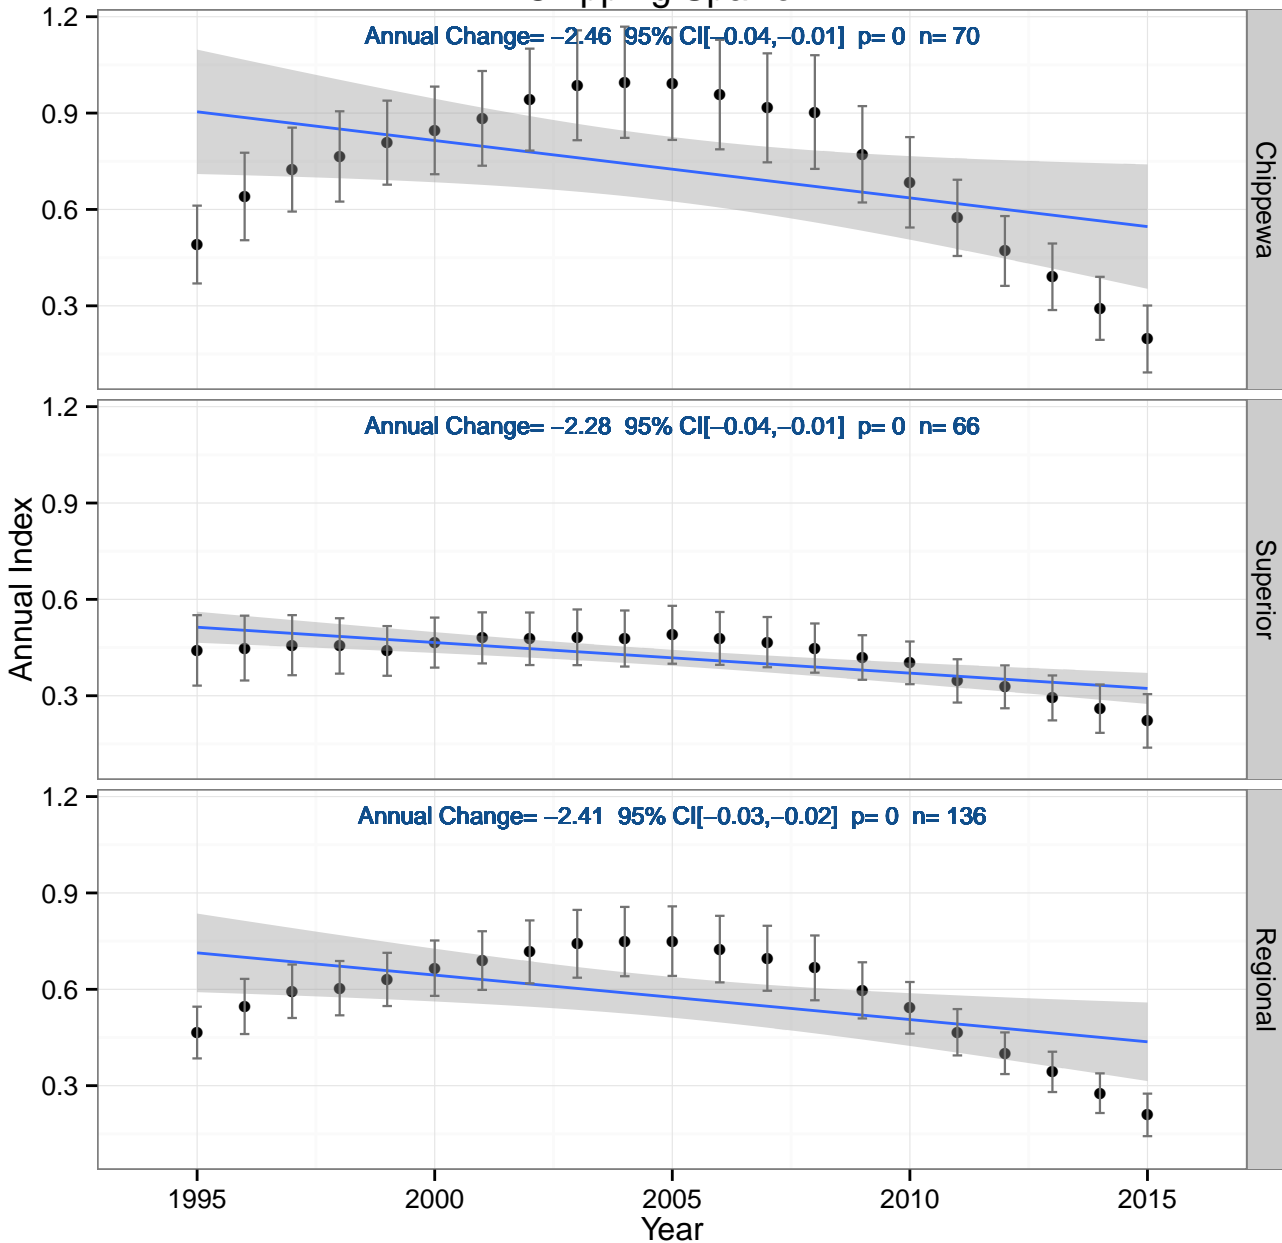 Annual Change= −2.46 95% CI[−0.04,−0.01] p= 0 n= 70
1.2
0.9
0.6
0.3
Chippewa
Annual Change= −2.28 95% CI[−0.04,−0.01] p= 0 n= 66
1.2
0.9
0.6
0.3
Superior
Annual Index
Annual Change= −2.41 95% CI[−0.03,−0.02] p= 0 n= 136
1.2
0.9
0.6
0.3
Regional
1995 2000 2005 2010 2015
Year